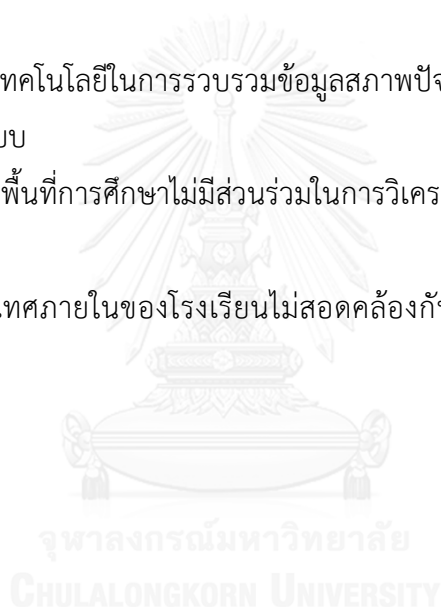 ทคโนโลยีในการรวบรวมข้อมูลสภาพปัจ
บบ
พื้นที่การศึกษาไม่มีส่วนร่วมในการวิเคร
เทศภายในของโรงเรียนไม่สอดคล้องกั
จุฬาลงกรณ์มหาวิทยาลัย
CHULALONGKORN UNIVERSITY